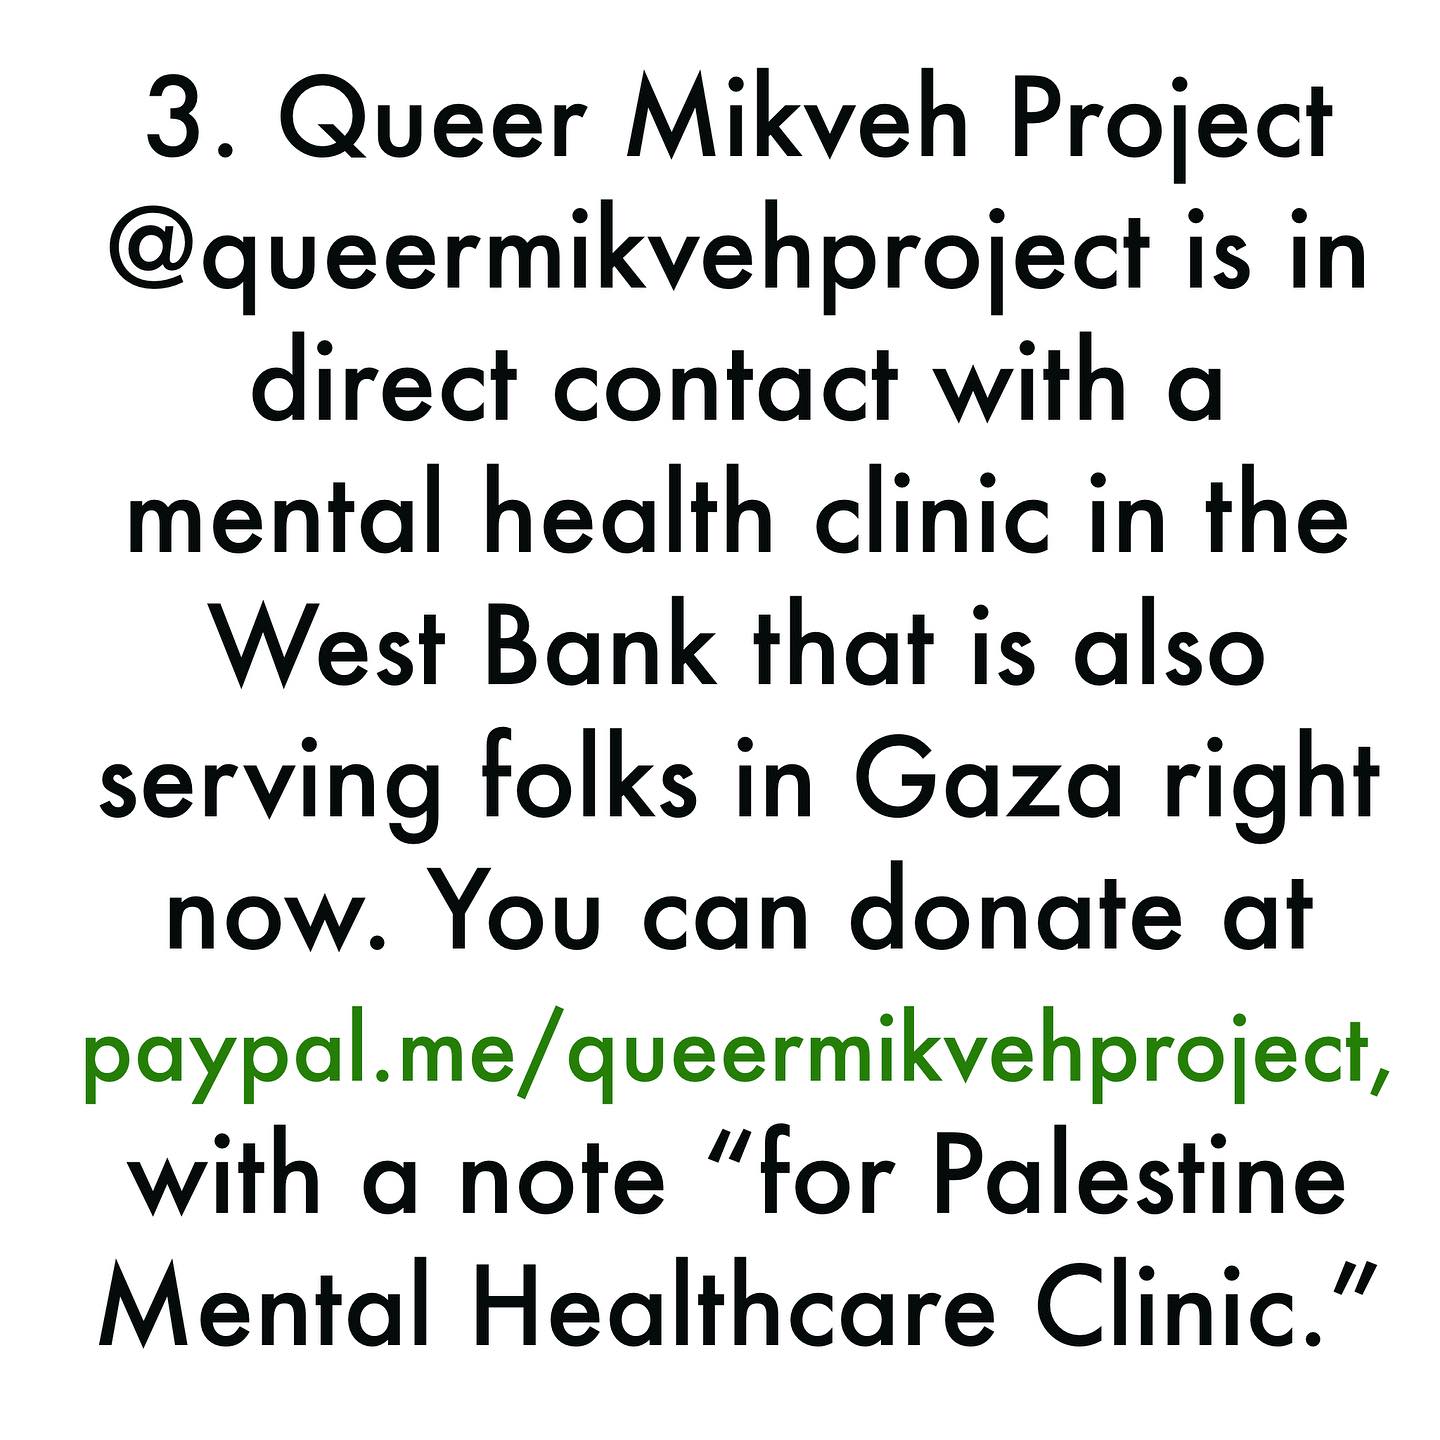 3. Queer Mikveh Project
@queermikvehproject is in
direct contact with a
mental health clinic in the
West Bank that is also
serving folks in Gaza right
now. You can donate at
paypal.me/queermikvehproject,
with a note “for Palestine
Mental Healthcare Clinic.”